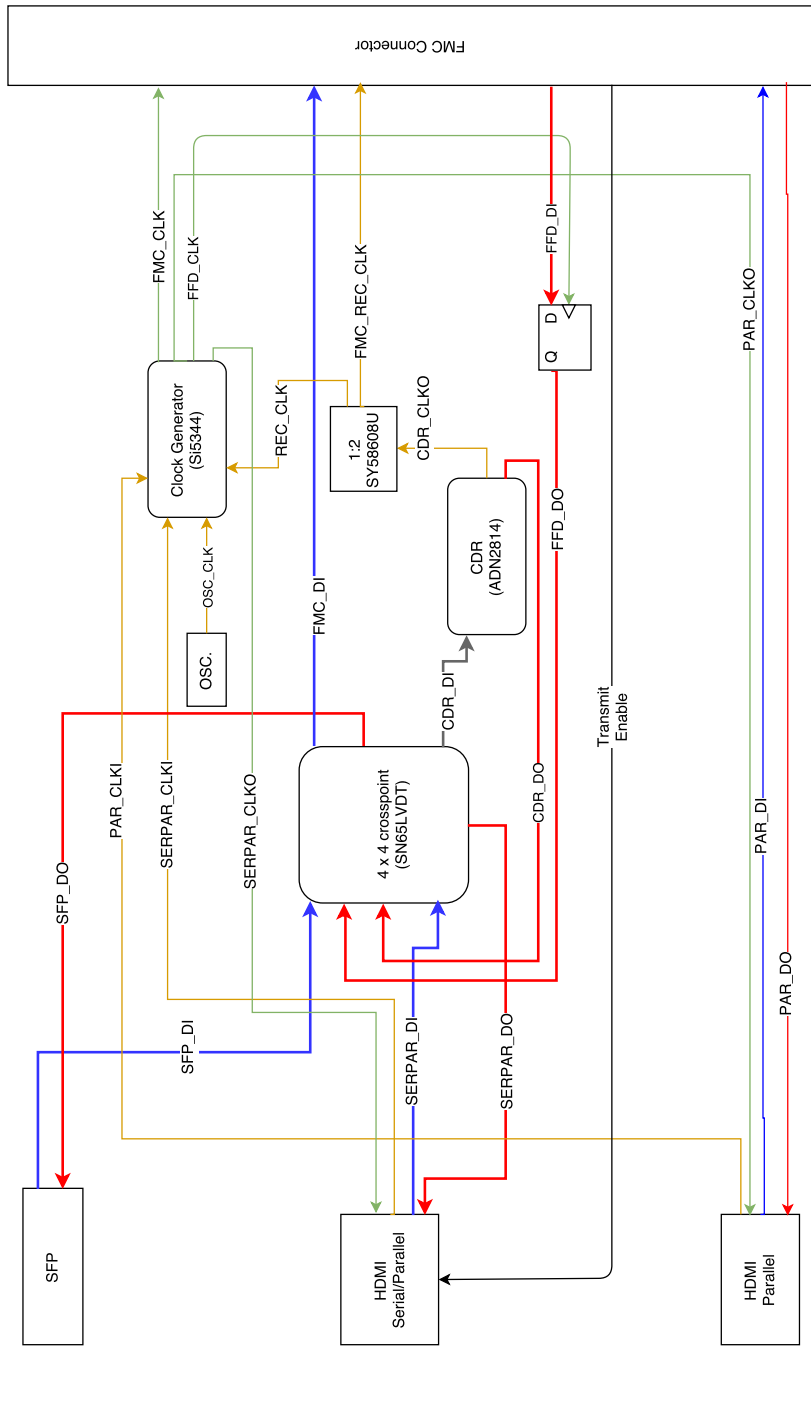 FMC Connector
FMC_CLK
FFD_CLK
FMC_REC_CLK
FFD_DI
PAR_CLKO
D
Q
Clock Generator
(Si5344)
REC_CLK
1:2
SY58608U
CDR_CLKO
CDR
(ADN2814)
FFD_DO
OSC_CLK
OSC.
FMC_DI
CDR_DI
Transmit
Enable
PAR_CLKI
SERPAR_CLKI
SERPAR_CLKO
4 x 4 crosspoint
(SN65LVDT)
CDR_DO
PAR_DI
SFP_DO
PAR_DO
SFP_DI
SERPAR_DI
SERPAR_DO
SFP
HDMI
Serial/Parallel
HDMI
Parallel